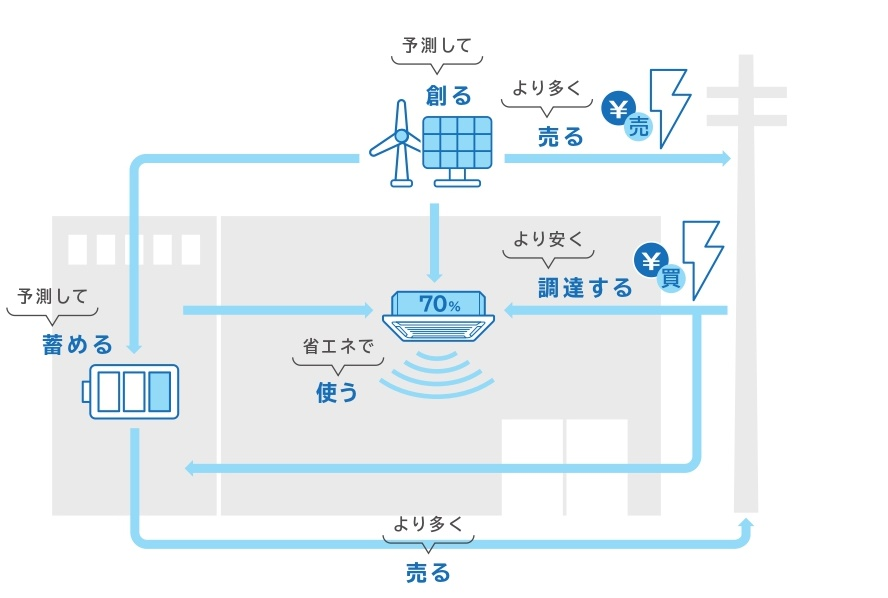 予測して
創る
より多く
売る
¥
売
より安く
調達する
¥
買
予測して
蓄める
70%
省エネで
使う
より多く
売る